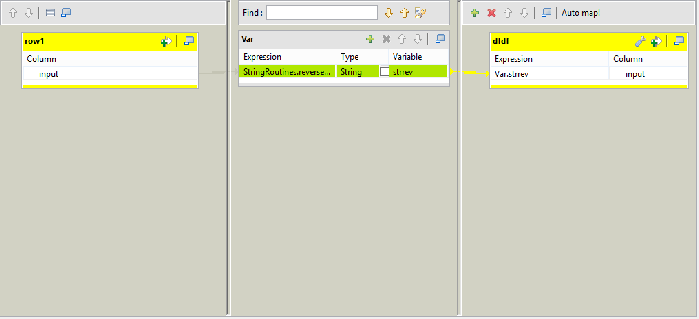 Find :
Auto map!
row1
Column
input
Var
Expression Type Variable
StringRoutines.reverse... String strrev
dfdf
Expression Column
Var.strrev input